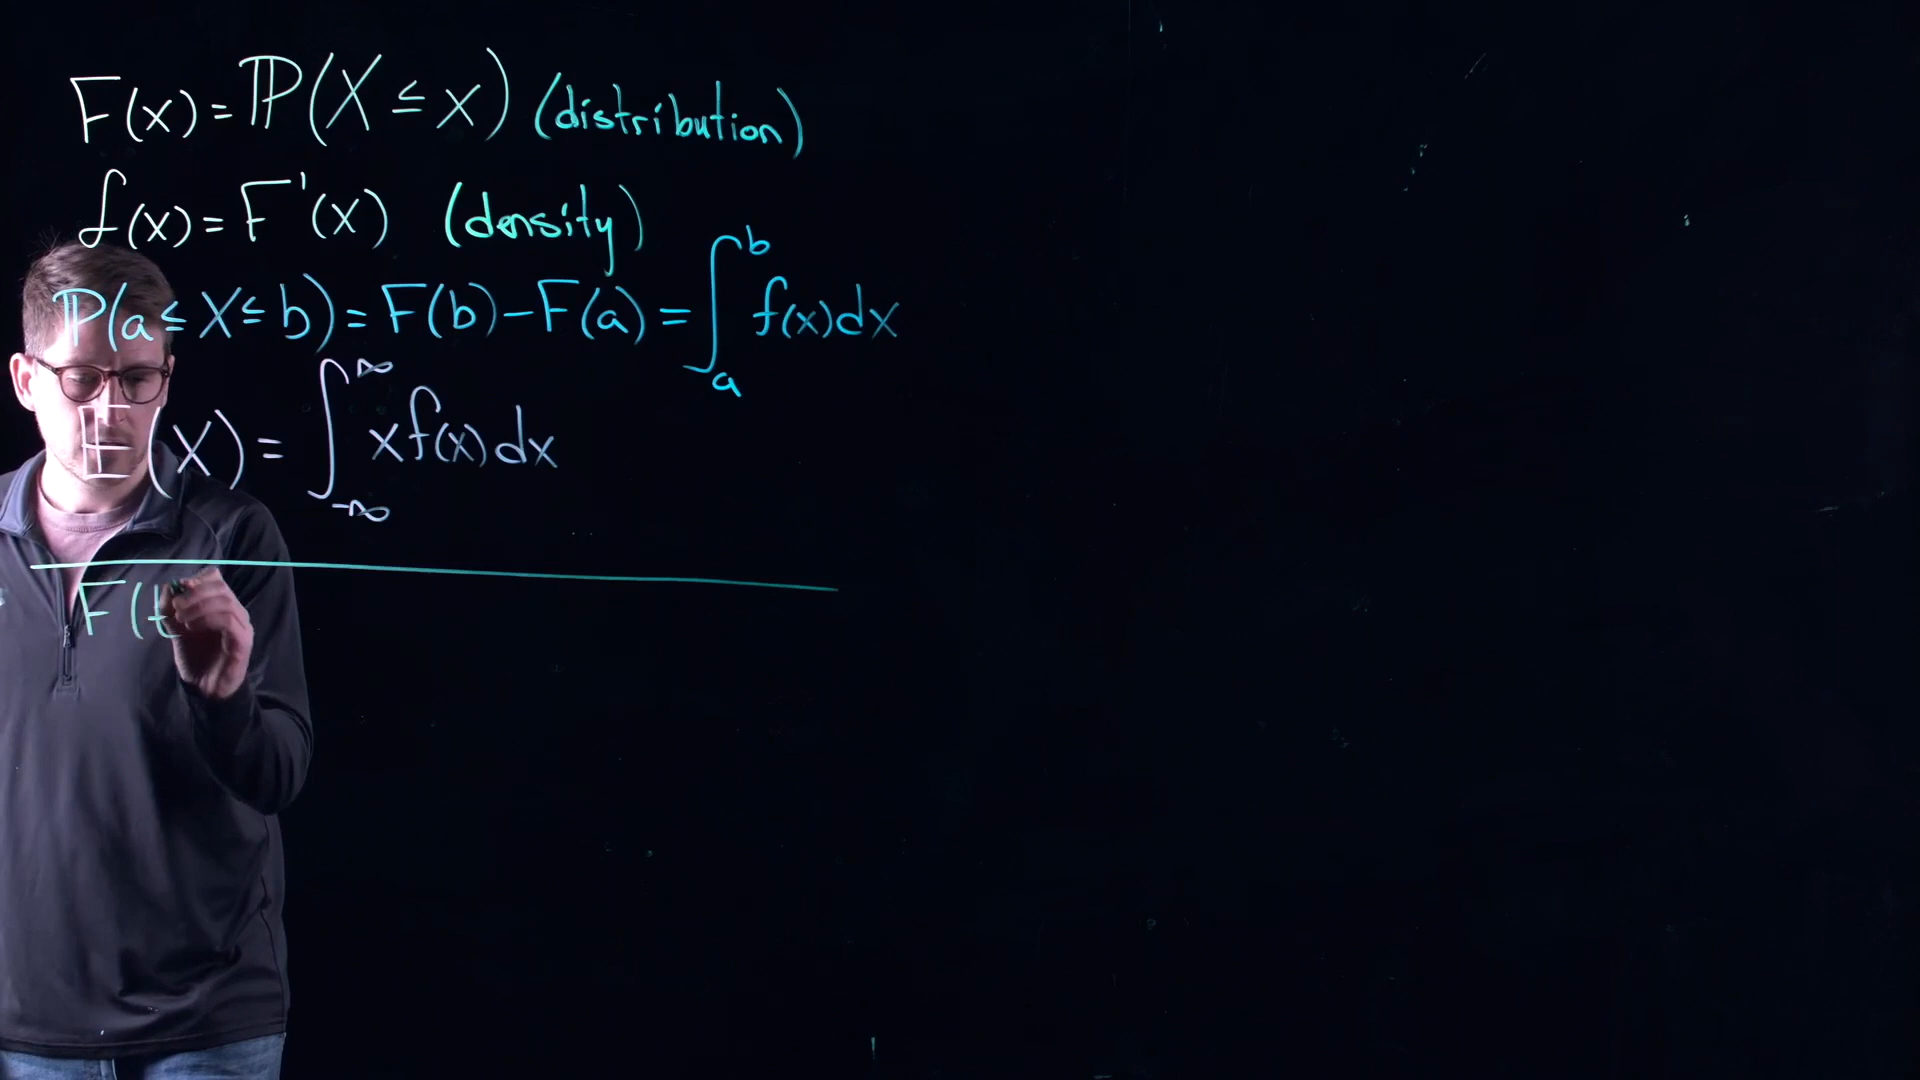 F(x) = ℙ(X ≤ x) (distribution)
f(x) = F'(x) (density)
ℙ(a ≤ X ≤ b) = F(b) − F(a) = ∫_a^b f(x)dx
𝔼(X) = ∫_{-∞}^{∞} x f(x) dx
F(t